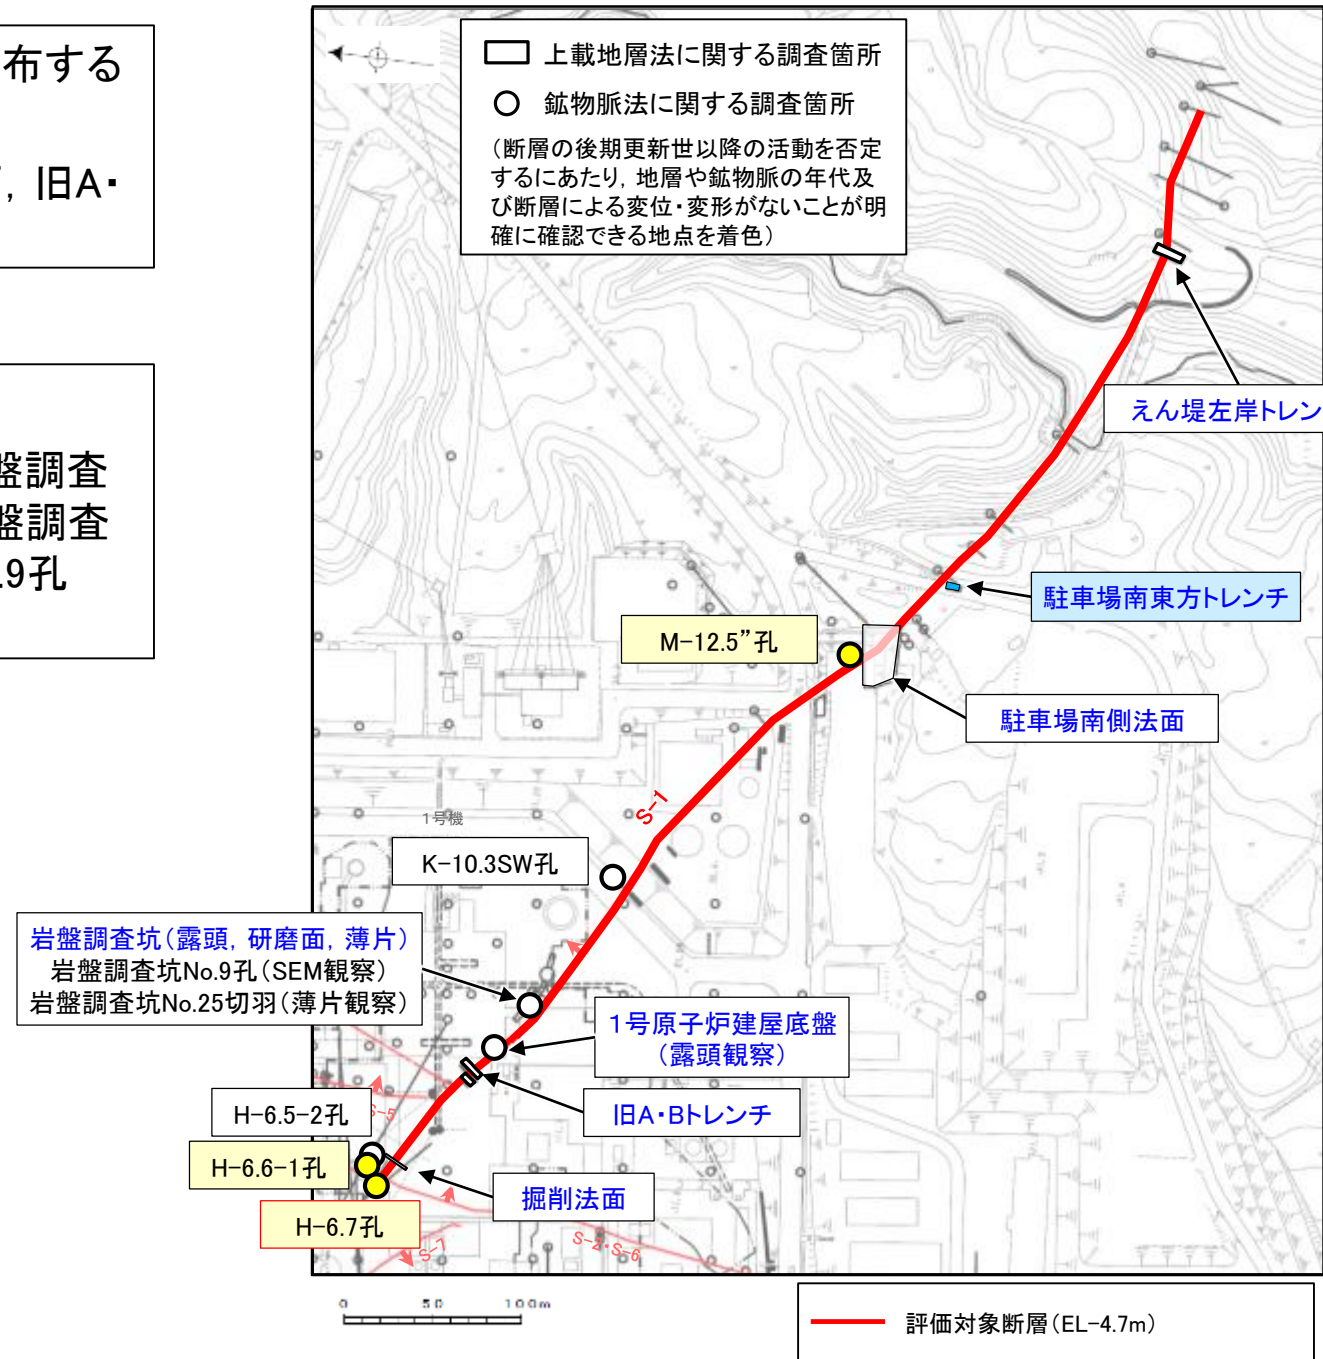 布する
，旧A・
盤調査
盤調査
.9孔
上載地層法に関する調査箇所
鉱物脈法に関する調査箇所
（断層の後期更新世以降の活動を否定
するにあたり，地層や鉱物脈の年代及
び断層による変位・変形がないことが明
確に確認できる地点を着色）
えん堤左岸トレン
駐車場南東方トレンチ
M-12.5”孔
駐車場南側法面
S-1
1号機
K-10.3SW孔
岩盤調査坑（露頭，研磨面，薄片）
岩盤調査坑No.9孔（SEM観察）
岩盤調査坑No.25切羽（薄片観察）
1号原子炉建屋底盤
（露頭観察）
旧A・Bトレンチ
H-6.5-2孔
S-5
H-6.6-1孔
掘削法面
H-6.7孔
S-7
S-2・S-6
0 50 100m
評価対象断層（EL-4.7m）